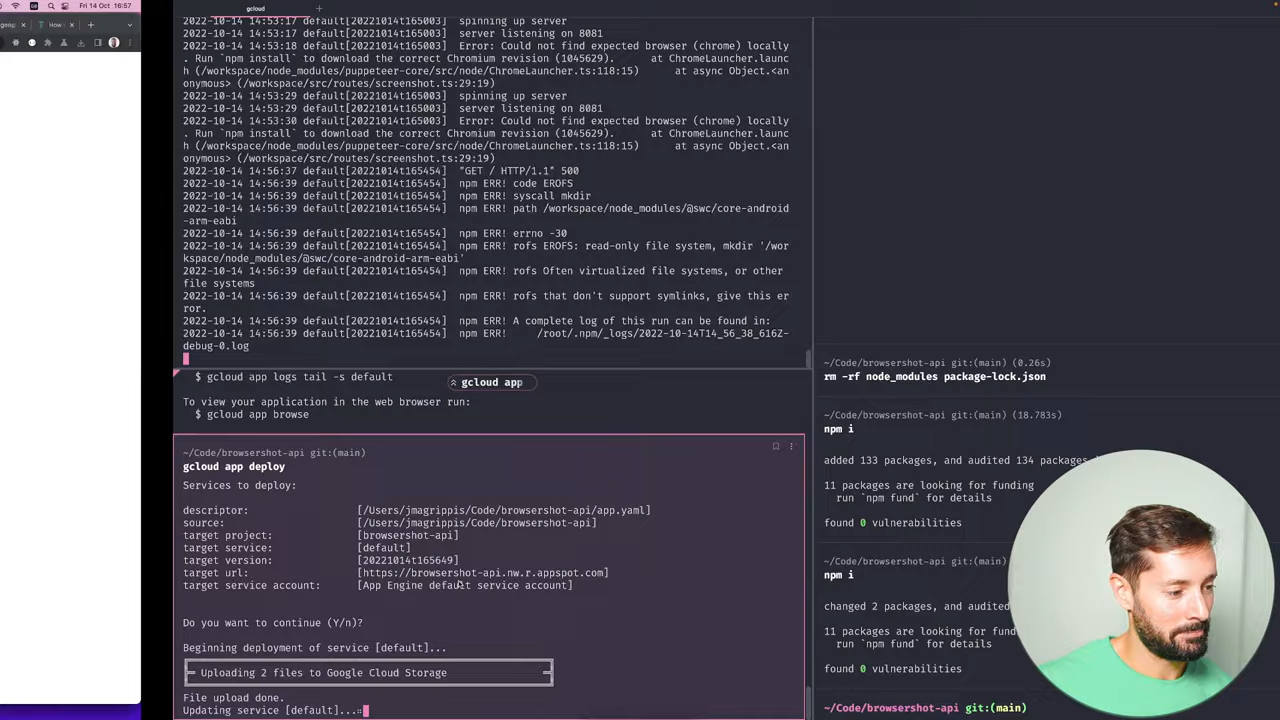 Fri 14 Oct 16:57
gcloud
How
2022-10-14 14:53:17 default[20221014t165003]  spinning up server
2022-10-14 14:53:17 default[20221014t165003]  server listening on 8081
2022-10-14 14:53:18 default[20221014t165003]  Error: Could not find expected browser (chrome) locally
. Run `npm install` to download the correct Chromium revision (1045629).     at ChromeLauncher.launc
h (/workspace/node_modules/puppeteer-core/src/node/ChromeLauncher.ts:118:15)     at async Object.<an
onymous> (/workspace/src/routes/screenshot.ts:29:19)
2022-10-14 14:53:29 default[20221014t165003]  spinning up server
2022-10-14 14:53:29 default[20221014t165003]  server listening on 8081
2022-10-14 14:53:30 default[20221014t165003]  Error: Could not find expected browser (chrome) locally
. Run `npm install` to download the correct Chromium revision (1045629).     at ChromeLauncher.launc
h (/workspace/node_modules/puppeteer-core/src/node/ChromeLauncher.ts:118:15)     at async Object.<an
onymous> (/workspace/src/routes/screenshot.ts:29:19)
2022-10-14 14:56:37 default[20221014t165454]  "GET / HTTP/1.1" 500
2022-10-14 14:56:39 default[20221014t165454]  npm ERR! code EROFS
2022-10-14 14:56:39 default[20221014t165454]  npm ERR! syscall mkdir
2022-10-14 14:56:39 default[20221014t165454]  npm ERR! path /workspace/node_modules/@swc/core-android
-arm-eabi
2022-10-14 14:56:39 default[20221014t165454]  npm ERR! errno -30
2022-10-14 14:56:39 default[20221014t165454]  npm ERR! rofs EROFS: read-only file system, mkdir '/wor
kspace/node_modules/@swc/core-android-arm-eabi'
2022-10-14 14:56:39 default[20221014t165454]  npm ERR! rofs Often virtualized file systems, or other
file systems
2022-10-14 14:56:39 default[20221014t165454]  npm ERR! rofs that don't support symlinks, give this er
ror.
2022-10-14 14:56:39 default[20221014t165454]  npm ERR! A complete log of this run can be found in:
2022-10-14 14:56:39 default[20221014t165454]  npm ERR!     /root/.npm/_logs/2022-10-14T14_56_38_616Z-
debug-0.log
$ gcloud app logs tail -s default
gcloud app
To view your application in the web browser run:
$ gcloud app browse
~/Code/browsershot-api git:(main)
gcloud app deploy
Services to deploy:
descriptor: [/Users/jmagrippis/Code/browsershot-api/app.yaml]
source: [/Users/jmagrippis/Code/browsershot-api]
target project: [browsershot-api]
target service: [default]
target version: [20221014t165649]
target url: [https://browsershot-api.nw.r.appspot.com]
target service account: [App Engine default service account]
Do you want to continue (Y/n)?
Beginning deployment of service [default]...
Uploading 2 files to Google Cloud Storage
File upload done.
Updating service [default]...
~/Code/browsershot-api git:(main) (0.26s)
rm -rf node_modules package-lock.json
~/Code/browsershot-api git:(main) (18.783s)
npm i
added 133 packages, and audited 134 packages
11 packages are looking for funding
run `npm fund` for details
found 0 vulnerabilities
~/Code/browsershot-api git:(main)
npm i
changed 2 packages, and audited
11 packages are looking for
run `npm fund` for details
found 0 vulnerabilities
~/Code/browsershot-api git:(main)